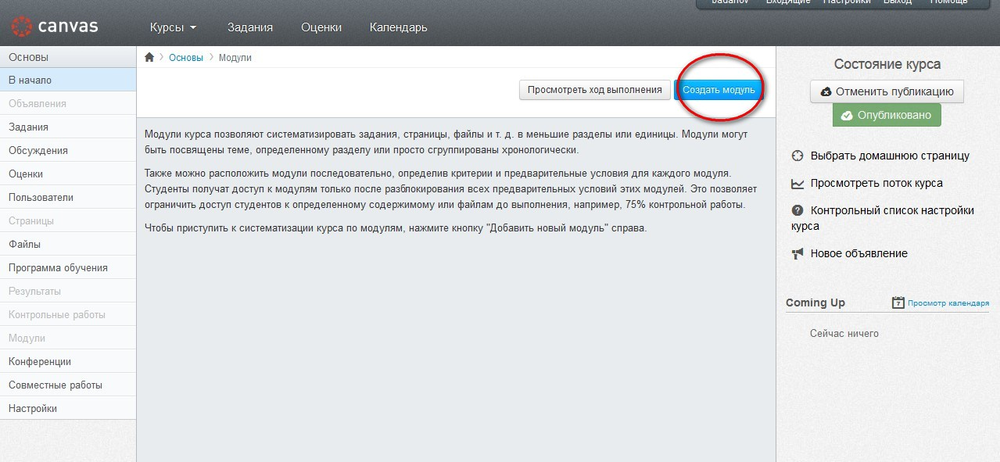 badanov Входящие Настройки Выход Помощь
canvas
Курсы Задания Оценки Календарь
Основы
В начало
Объявления
Задания
Обсуждения
Оценки
Пользователи
Страницы
Файлы
Программа обучения
Результаты
Контрольные работы
Модули
Конференции
Совместные работы
Настройки
Основы Модули
Просмотреть ход выполнения Создать модуль
Модули курса позволяют систематизировать задания, страницы, файлы и т. д. в меньшие разделы или единицы. Модули могут
быть посвящены теме, определенному разделу или просто сгруппированы хронологически.
Также можно расположить модули последовательно, определив критерии и предварительные условия для каждого модуля.
Студенты получат доступ к модулям только после разблокирования всех предварительных условий этих модулей. Это позволяет
ограничить доступ студентов к определенному содержимому или файлам до выполнения, например, 75% контрольной работы.
Чтобы приступить к систематизации курса по модулям, нажмите кнопку "Добавить новый модуль" справа.
Состояние курса
Отменить публикацию
Опубликовано
Выбрать домашнюю страницу
Просмотреть поток курса
Контрольный список настройки
курса
Новое объявление
Coming Up 7 Просмотр календаря
Сейчас ничего